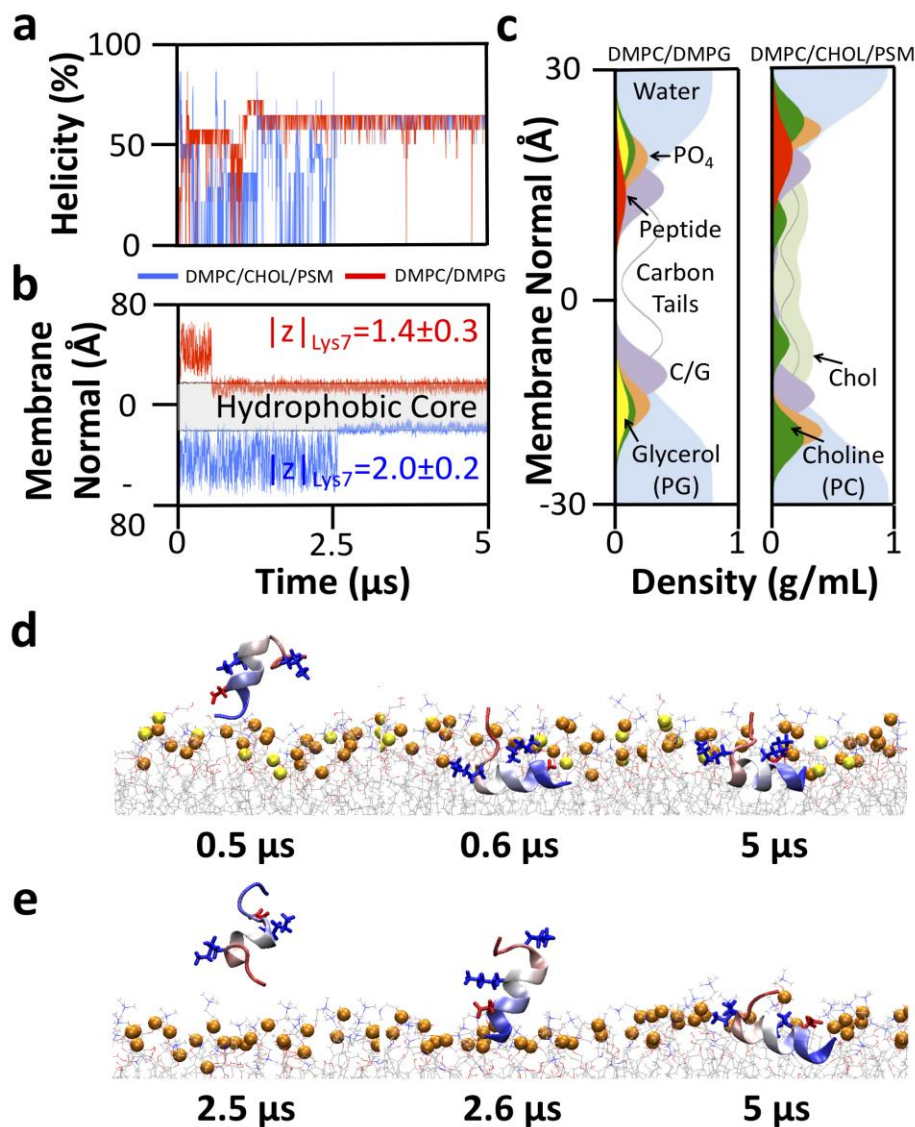 a
100
50
0
Helicity (%)
DMPC/CHOL/PSM
DMPC/DMPG
b
80
0
-
80
Membrane
Normal (Å)
|z|Lys7=1.4±0.3
Hydrophobic Core
|z|Lys7=2.0±0.2
0
2.5
5
Time (μs)
c
DMPC/DMPG
DMPC/CHOL/PSM
30
0
-30
Membrane Normal (Å)
Water
PO4
Peptide
Carbon
Tails
C/G
Glycerol
(PG)
Chol
Choline
(PC)
0
1
0
1
Density (g/mL)
d
0.5 μs
0.6 μs
5 μs
e
2.5 μs
2.6 μs
5 μs